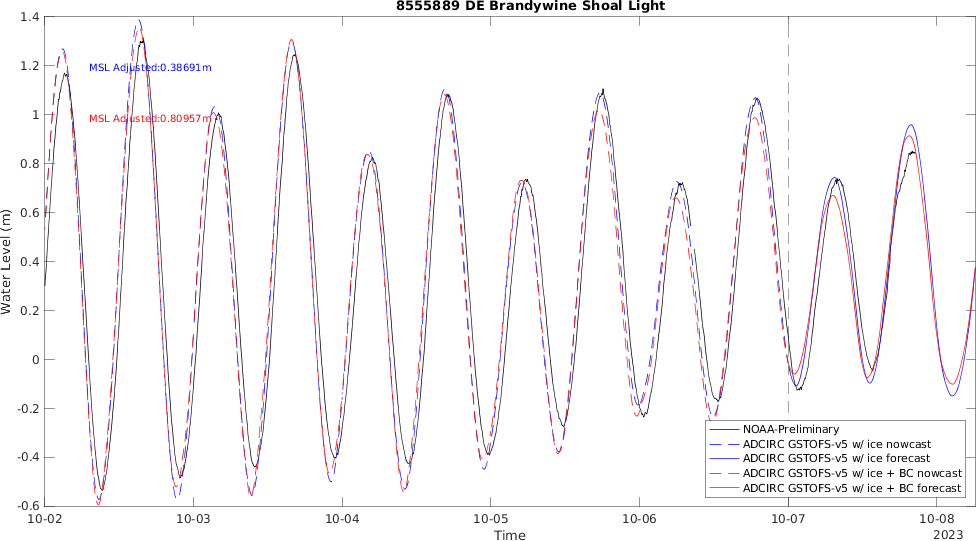 8555889 DE Brandywine Shoal Light
1.4
1.2
1
0.8
0.6
0.4
0.2
0
-0.2
-0.4
-0.6
Water Level (m)
MSL Adjusted:0.38691m
MSL Adjusted:0.80957m
NOAA-Preliminary
ADCIRC GSTOFS-v5 w/ ice nowcast
ADCIRC GSTOFS-v5 w/ ice forecast
ADCIRC GSTOFS-v5 w/ ice + BC nowcast
ADCIRC GSTOFS-v5 w/ ice + BC forecast
10-02 10-03 10-04 10-05 10-06 10-07 10-08
Time
2023